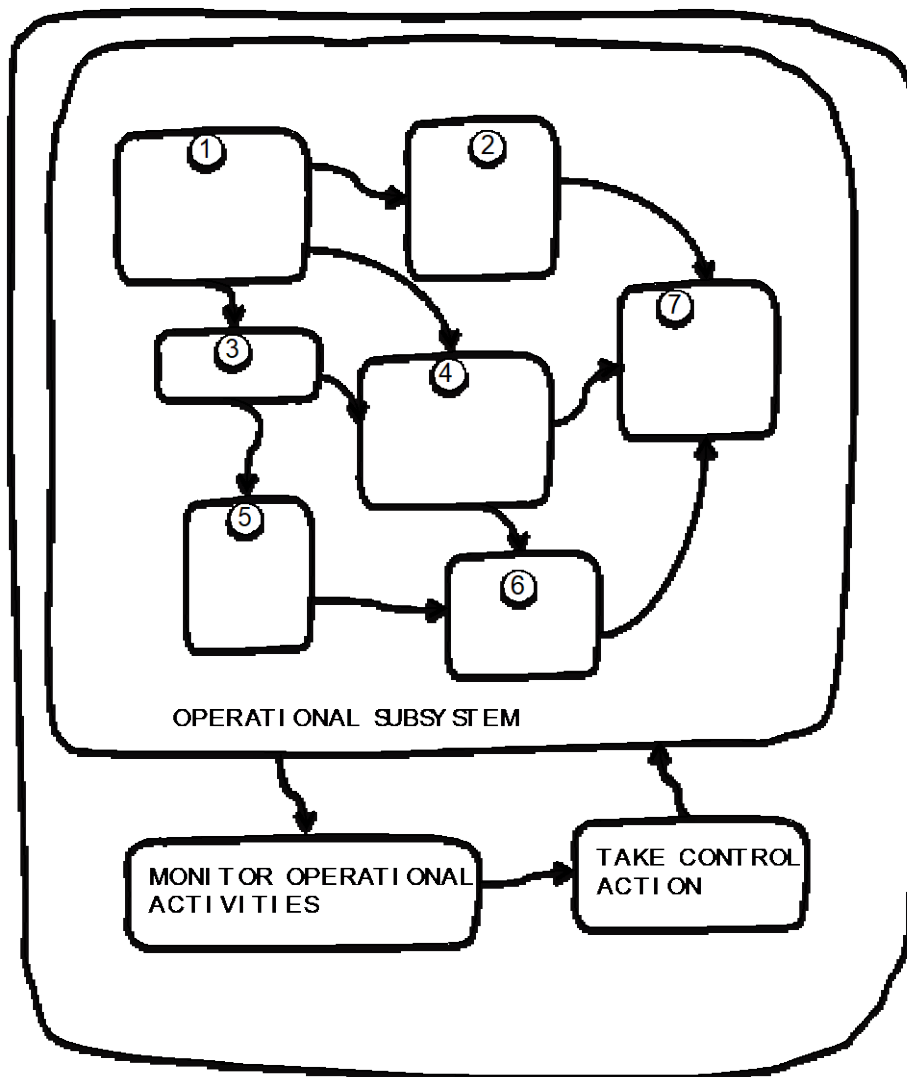 1
2
3
4
7
5
6
OPERATIONAL SUBSYSTEM
MONITOR OPERATIONAL
ACTIVITIES
TAKE CONTROL
ACTION